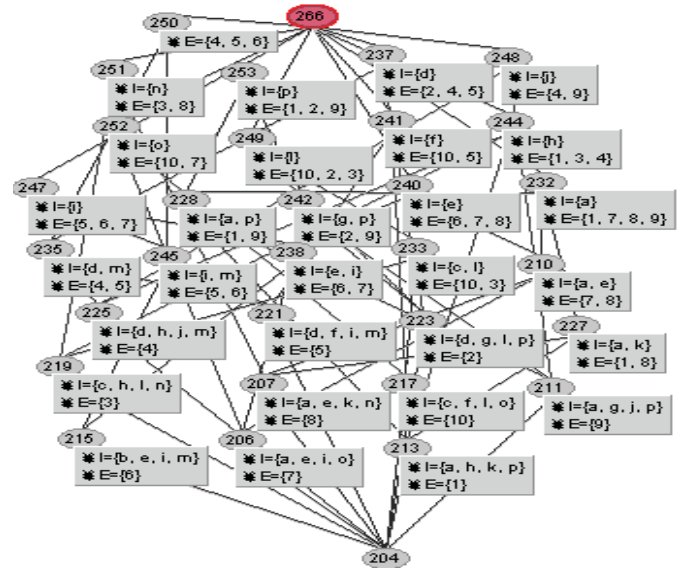 266
250
E={4, 5, 6}
237
I={d}
E={2, 4, 5}
248
I={j}
E={4, 9}
251
I={n}
E={3, 8}
253
I={p}
E={1, 2, 9}
252
I={o}
E={10, 7}
249
I={l}
E={10, 2, 3}
241
I={f}
E={10, 5}
244
I={h}
E={1, 3, 4}
247
I={i}
E={5, 6, 7}
228
I={a, p}
E={1, 9}
242
I={g, p}
E={2, 9}
240
I={e}
E={6, 7, 8}
232
I={a}
E={1, 7, 8, 9}
235
I={d, m}
E={4, 5}
245
I={i, m}
E={5, 6}
238
I={e, i}
E={6, 7}
233
I={c, l}
E={10, 3}
210
I={a, e}
E={7, 8}
225
I={d, h, j, m}
E={4}
221
I={d, f, i, m}
E={5}
223
I={d, g, l, p}
E={2}
227
I={a, k}
E={1, 8}
219
I={c, h, l, n}
E={3}
207
I={a, e, k, n}
E={8}
217
I={c, f, l, o}
E={10}
211
I={a, g, j, p}
E={9}
215
I={b, e, i, m}
E={6}
206
I={a, e, i, o}
E={7}
213
I={a, h, k, p}
E={1}
204